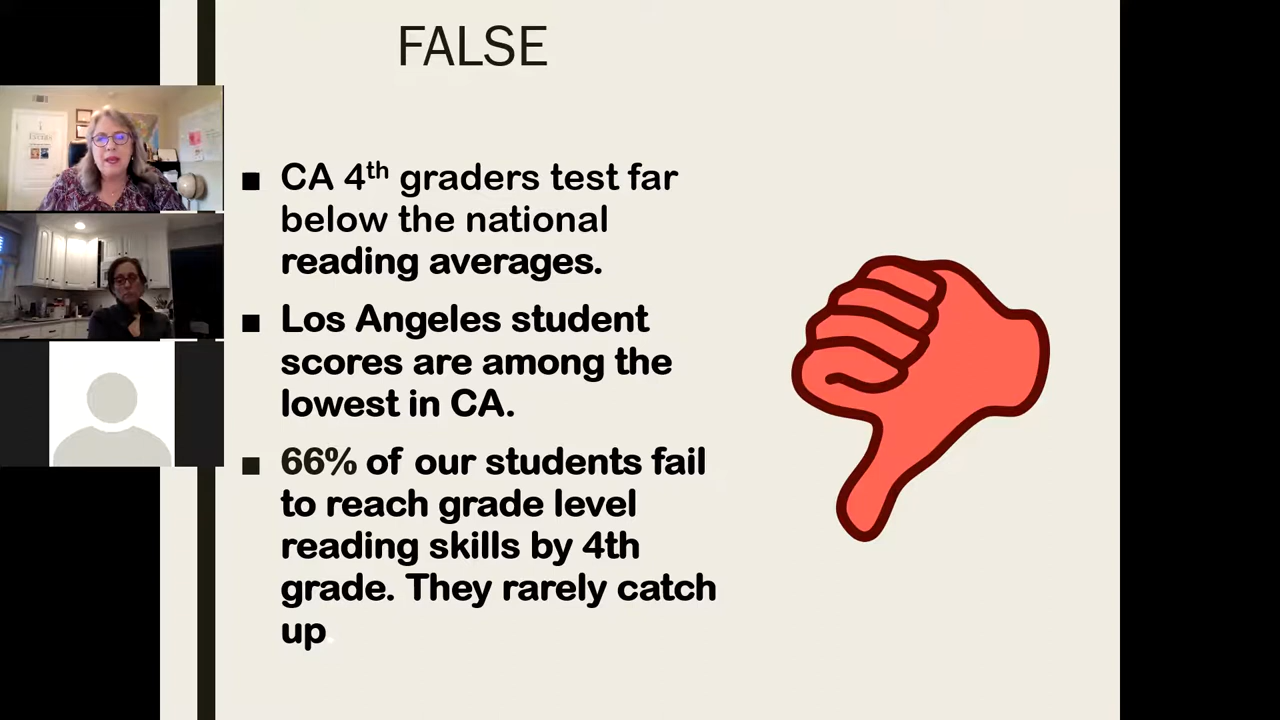 FALSE
■ CA 4th graders test far
below the national
reading averages.
■ Los Angeles student
scores are among the
lowest in CA.
■ 66% of our students fail
to reach grade level
reading skills by 4th
grade. They rarely catch
up